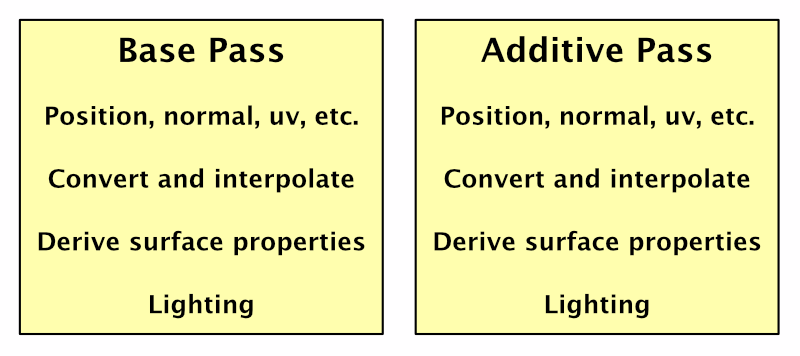 Base Pass
Position, normal, uv, etc.
Convert and interpolate
Derive surface properties
Lighting
Additive Pass
Position, normal, uv, etc.
Convert and interpolate
Derive surface properties
Lighting